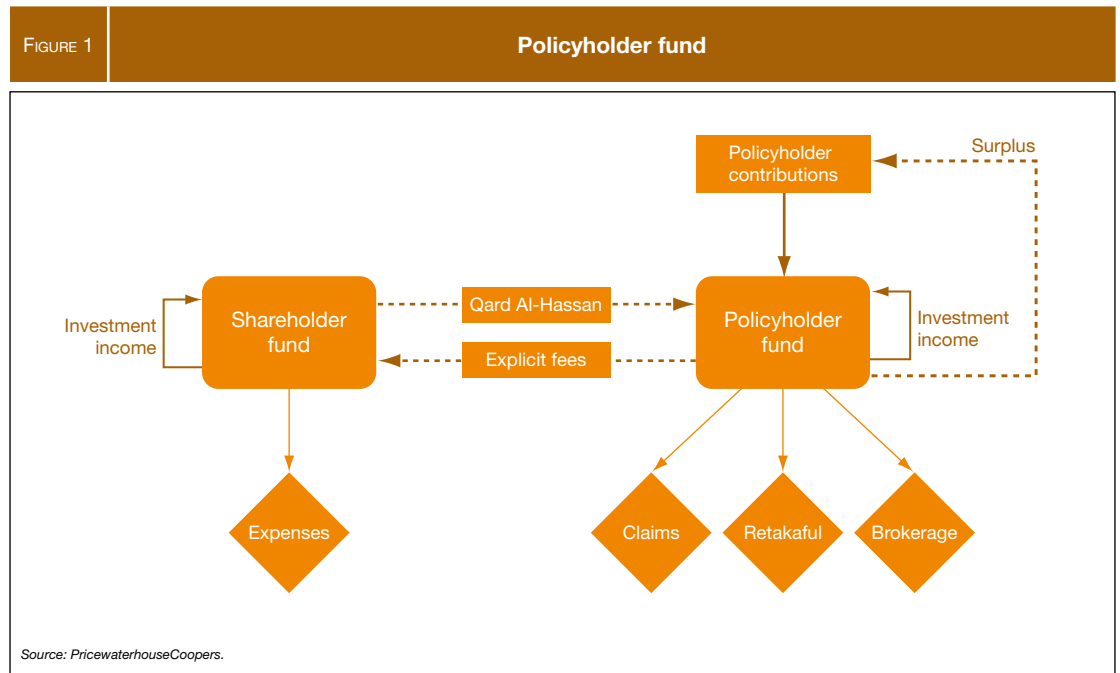 FIGURE 1
Policyholder fund
Policyholder
contributions
Surplus
Investment
income
Shareholder
fund
Qard Al-Hassan
Explicit fees
Policyholder
fund
Investment
income
Expenses
Claims
Retakaful
Brokerage
Source: PricewaterhouseCoopers.